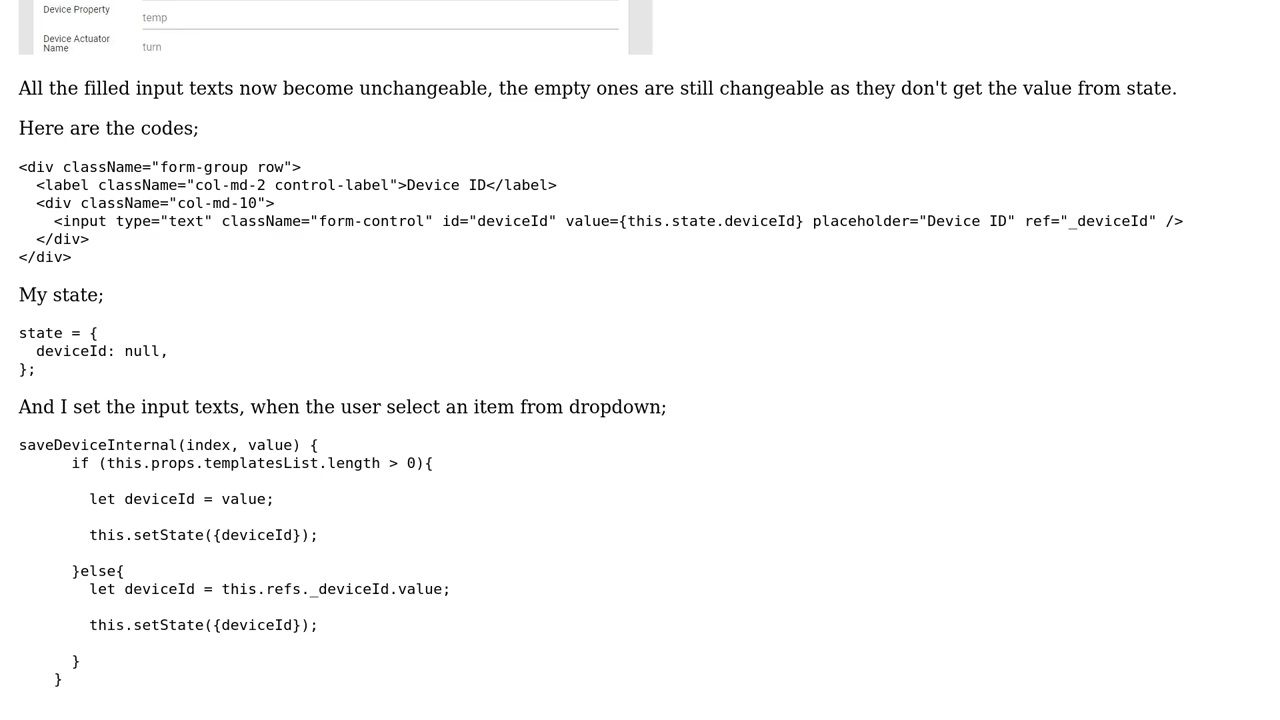 Device Property
temp
Device Actuator
Name
turn
All the filled input texts now become unchangeable, the empty ones are still changeable as they don't get the value from state.
Here are the codes;
<div className="form-group row">
  <label className="col-md-2 control-label">Device ID</label>
  <div className="col-md-10">
    <input type="text" className="form-control" id="deviceId" value={this.state.deviceId} placeholder="Device ID" ref="_deviceId" />
  </div>
</div>
My state;
state = {
  deviceId: null,
};
And I set the input texts, when the user select an item from dropdown;
saveDeviceInternal(index, value) {
      if (this.props.templatesList.length > 0){
        let deviceId = value;
        this.setState({deviceId});
      }else{
        let deviceId = this.refs._deviceId.value;
        this.setState({deviceId});
      }
    }